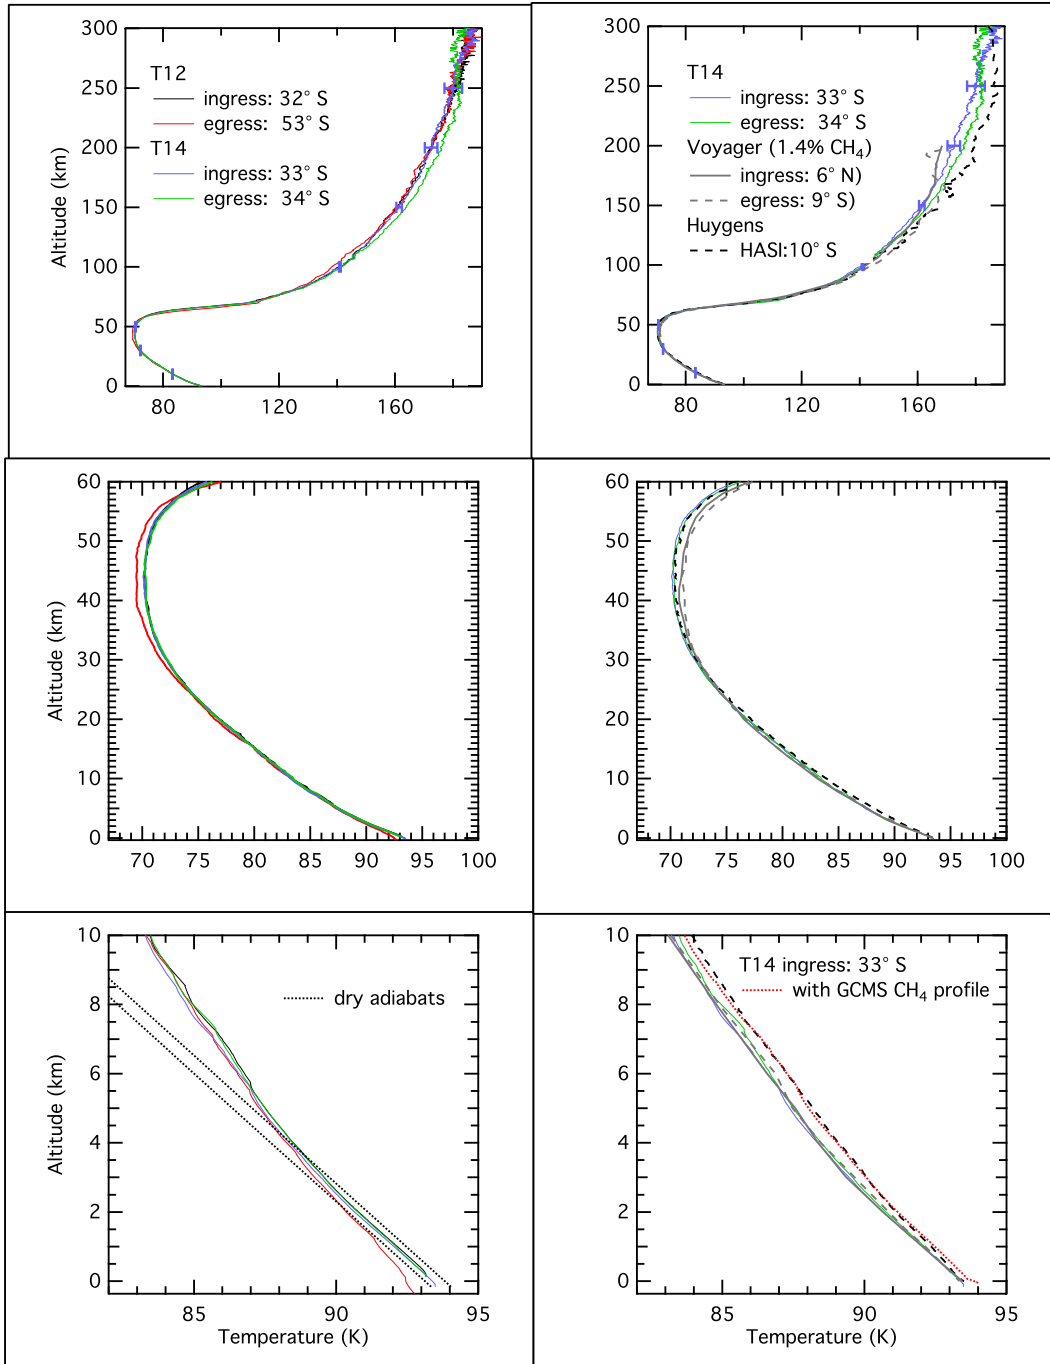 300
250
200
150
100
50
0
Altitude (km)
T12
ingress: 32° S
egress: 53° S
T14
ingress: 33° S
egress: 34° S
80
120
160
300
250
200
150
100
50
0
T14
ingress: 33° S
egress: 34° S
Voyager (1.4% CH4)
ingress: 6° N)
egress: 9° S)
Huygens
HASI:10° S
80
120
160
60
50
40
30
20
10
0
Altitude (km)
70 75 80 85 90 95 100
60
50
40
30
20
10
0
70 75 80 85 90 95 100
10
8
6
4
2
0
Altitude (km)
dry adiabats
85 90 95
Temperature (K)
10
8
6
4
2
0
T14 ingress: 33° S
with GCMS CH4 profile
85 90 95
Temperature (K)